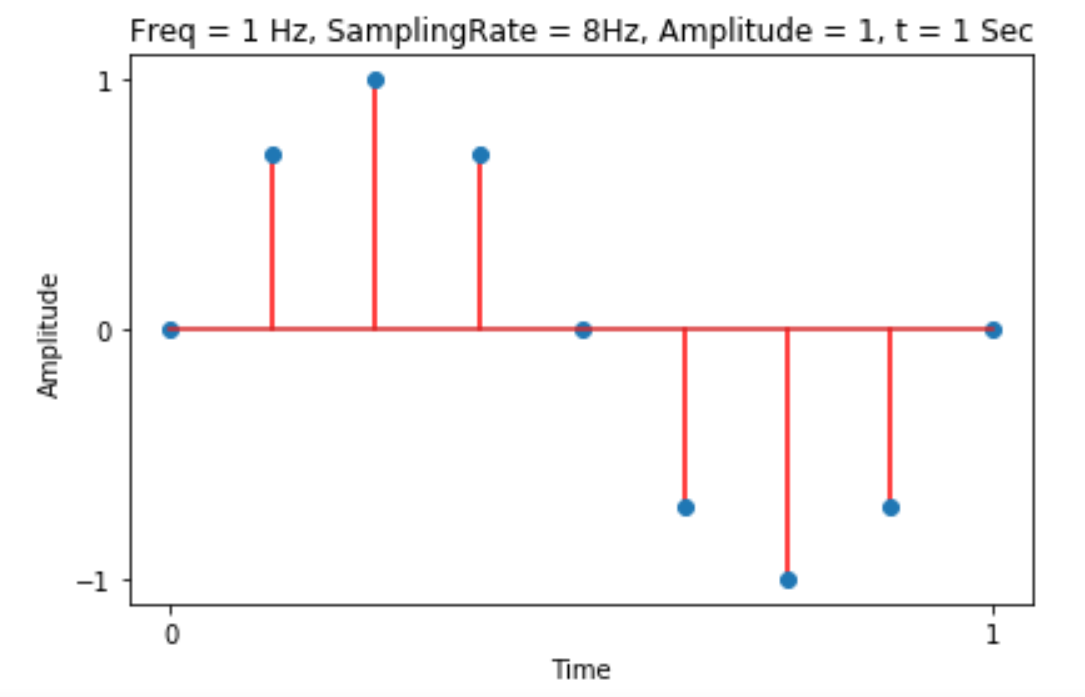 Freq = 1 Hz, SamplingRate = 8Hz, Amplitude = 1, t = 1 Sec
1
0
−1
Amplitude
0 1
Time